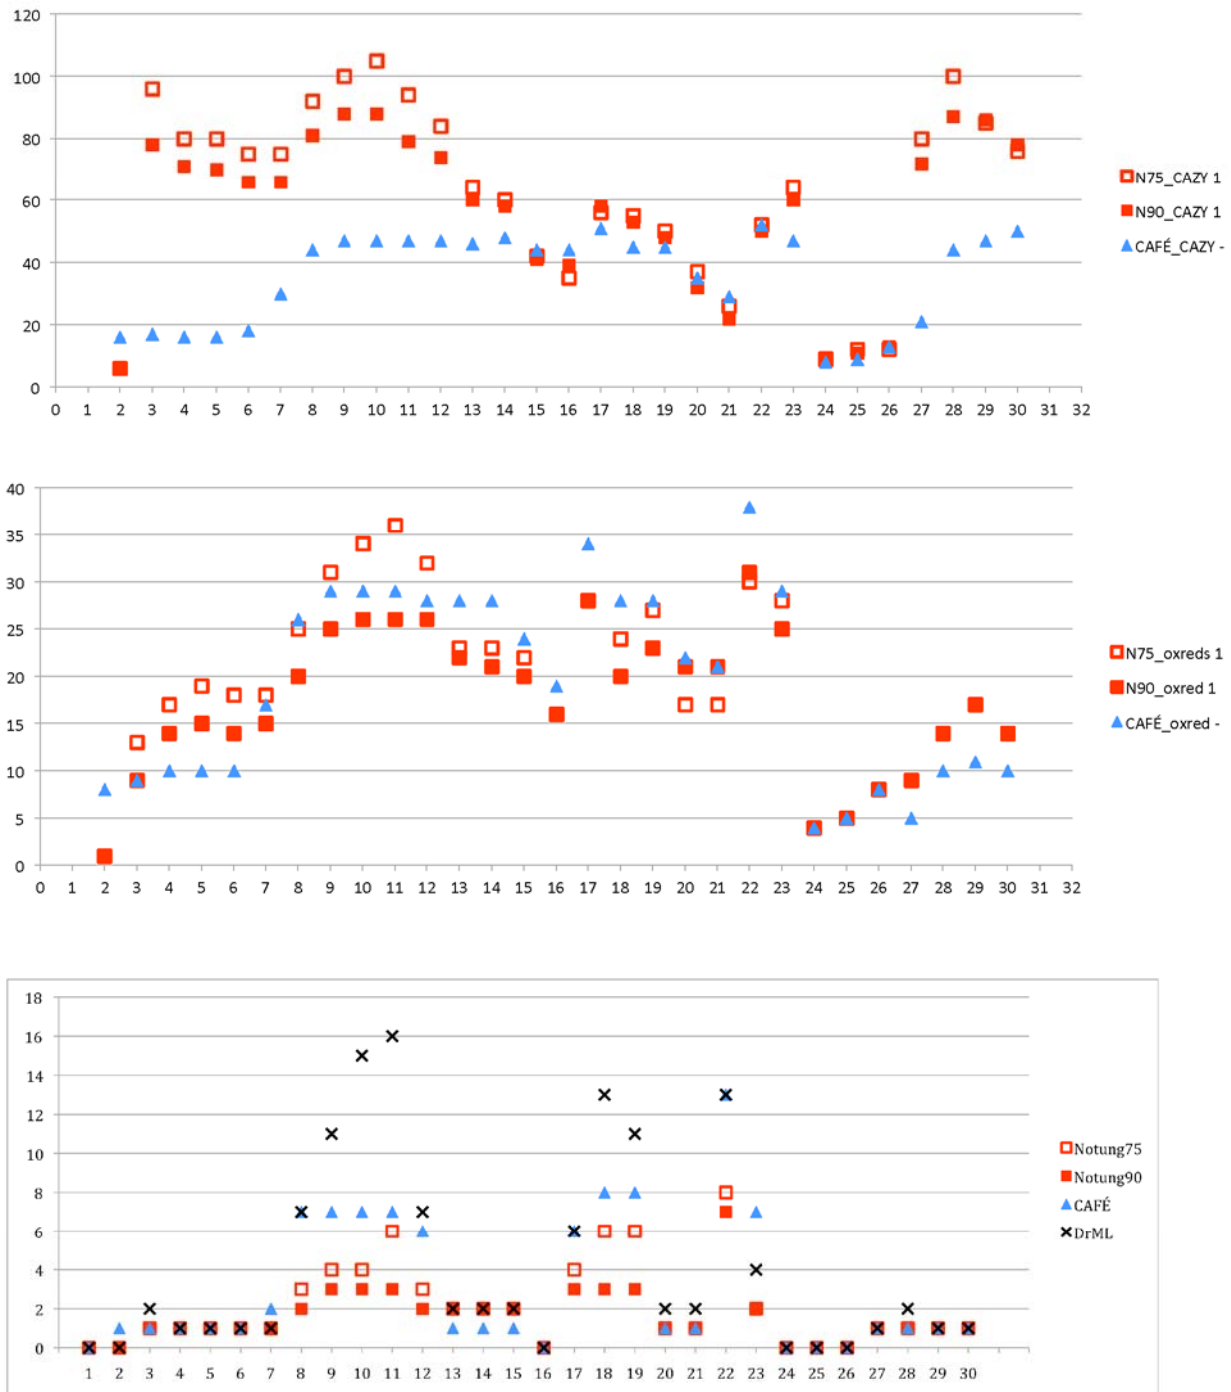 120
100
80
60
40
20
0
0 1 2 3 4 5 6 7 8 9 10 11 12 13 14 15 16 17 18 19 20 21 22 23 24 25 26 27 28 29 30 31 32
N75_CAZY 1
N90_CAZY 1
CAFÉ_CAZY -
40
35
30
25
20
15
10
5
0
0 1 2 3 4 5 6 7 8 9 10 11 12 13 14 15 16 17 18 19 20 21 22 23 24 25 26 27 28 29 30 31 32
N75_oxreds 1
N90_oxred 1
CAFÉ_oxred -
18
16
14
12
10
8
6
4
2
0
1 2 3 4 5 6 7 8 9 10 11 12 13 14 15 16 17 18 19 20 21 22 23 24 25 26 27 28 29 30
Notung75
Notung90
CAFÉ
DrML